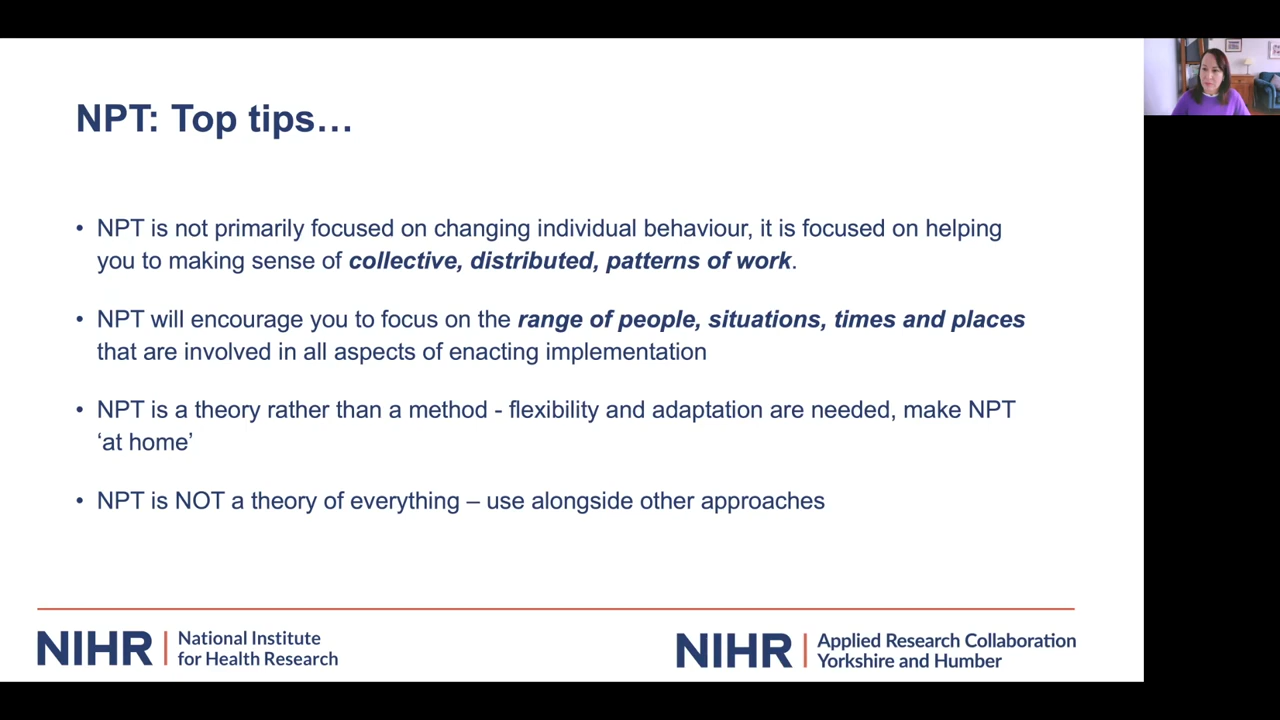 NPT: Top tips…
• NPT is not primarily focused on changing individual behaviour, it is focused on helping
you to making sense of collective, distributed, patterns of work.
• NPT will encourage you to focus on the range of people, situations, times and places
that are involved in all aspects of enacting implementation
• NPT is a theory rather than a method - flexibility and adaptation are needed, make NPT
‘at home’
• NPT is NOT a theory of everything – use alongside other approaches
NIHR | National Institute
for Health Research
NIHR | Applied Research Collaboration
Yorkshire and Humber